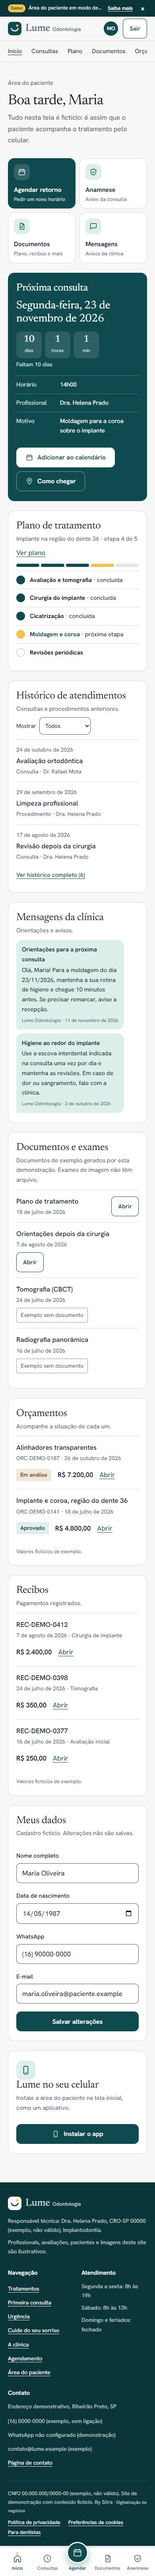 Demo Área do paciente em modo de... Saiba mais ×
Lume Odontologia MO Sair
Início Consultas Plano Documentos Orça
Área do paciente
Boa tarde, Maria
Tudo nesta tela é fictício: é assim que o
paciente acompanharia o tratamento pelo
celular.
Agendar retorno
Pedir um novo horário
Anamnese
Antes da consulta
Documentos
Plano, recibos e mais
Mensagens
Avisos da clínica
Próxima consulta
Segunda-feira, 23 de
novembro de 2026
10 1 1
dias horas min
Faltam 10 dias
Horário 14h00
Profissional Dra. Helena Prado
Motivo Moldagem para a coroa
sobre o implante
Adicionar ao calendário
Como chegar
Plano de tratamento
Implante na região do dente 36 · etapa 4 de 5
Ver plano
Avaliação e tomografia · concluída
Cirurgia do implante · concluída
Cicatrização · concluída
Moldagem e coroa · próxima etapa
Revisões periódicas
Histórico de atendimentos
Consultas e procedimentos anteriores.
Mostrar Todos
24 de outubro de 2026
Avaliação ortodôntica
Consulta · Dr. Rafael Mota
29 de setembro de 2026
Limpeza profissional
Procedimento · Dra. Helena Prado
17 de agosto de 2026
Revisão depois da cirurgia
Consulta · Dra. Helena Prado
Ver histórico completo (6)
Mensagens da clínica
Orientações e avisos.
Orientações para a próxima
consulta
Olá, Maria! Para a moldagem do dia
23/11/2026, mantenha a sua rotina
de higiene e chegue 10 minutos
antes. Se precisar remarcar, avise a
recepção.
Lume Odontologia · 11 de novembro de 2026
Higiene ao redor do implante
Use a escova interdental indicada
na consulta uma vez por dia e
mantenha as revisões. Em caso de
dor ou sangramento, fale com a
clínica.
Lume Odontologia · 3 de outubro de 2026
Documentos e exames
Documentos de exemplo gerados por esta
demonstração. Exames de imagem não têm
arquivo.
Plano de tratamento
18 de julho de 2026
Abrir
Orientações depois da cirurgia
7 de agosto de 2026
Abrir
Tomografia (CBCT)
24 de julho de 2026
Exemplo sem documento
Radiografia panorâmica
16 de julho de 2026
Exemplo sem documento
Orçamentos
Acompanhe a situação de cada um.
Alinhadores transparentes
ORC-DEMO-0187 · 26 de outubro de 2026
Em análise R$ 7.200,00 Abrir
Implante e coroa, região do dente 36
ORC-DEMO-0141 · 18 de julho de 2026
Aprovado R$ 4.800,00 Abrir
Valores fictícios de exemplo.
Recibos
Pagamentos registrados.
REC-DEMO-0412
7 de agosto de 2026 · Cirurgia de implante
R$ 2.400,00 Abrir
REC-DEMO-0398
24 de julho de 2026 · Tomografia
R$ 350,00 Abrir
REC-DEMO-0377
16 de julho de 2026 · Avaliação inicial
R$ 250,00 Abrir
Valores fictícios de exemplo.
Meus dados
Cadastro fictício. Alterações não são salvas.
Nome completo
Maria Oliveira
Data de nascimento
14/05/1987
WhatsApp
(16) 90000-0000
E-mail
maria.oliveira@paciente.example
Salvar alterações
Lume no seu celular
Instale a área do paciente na tela inicial,
como um aplicativo.
Instalar o app
Lume Odontologia
Responsável técnica: Dra. Helena Prado, CRO-SP 00000
(exemplo, não válido), Implantodontia.
Profissionais, avaliações, pacientes e imagens deste site
são ilustrativos.
Navegação
Tratamentos
Primeira consulta
Urgência
Cuide do seu sorriso
A clínica
Agendamento
Área do paciente
Atendimento
Segunda a sexta: 8h às
19h
Sábado: 8h às 13h
Domingo e feriados:
fechado
Contato
Endereço demonstrativo, Ribeirão Preto, SP
(16) 0000-0000 (exemplo, sem ligação)
WhatsApp não configurado (demonstração)
contato@lume.example (exemplo)
Página de contato
CNPJ 00.000.000/0000-00 (exemplo, não válido). Site de
demonstração com conteúdo fictício. By Sitra · Digitalização de
negócios
Política de privacidade Preferências de cookies
Para dentistas
Início Consultas Agendar Documentos Anamnese